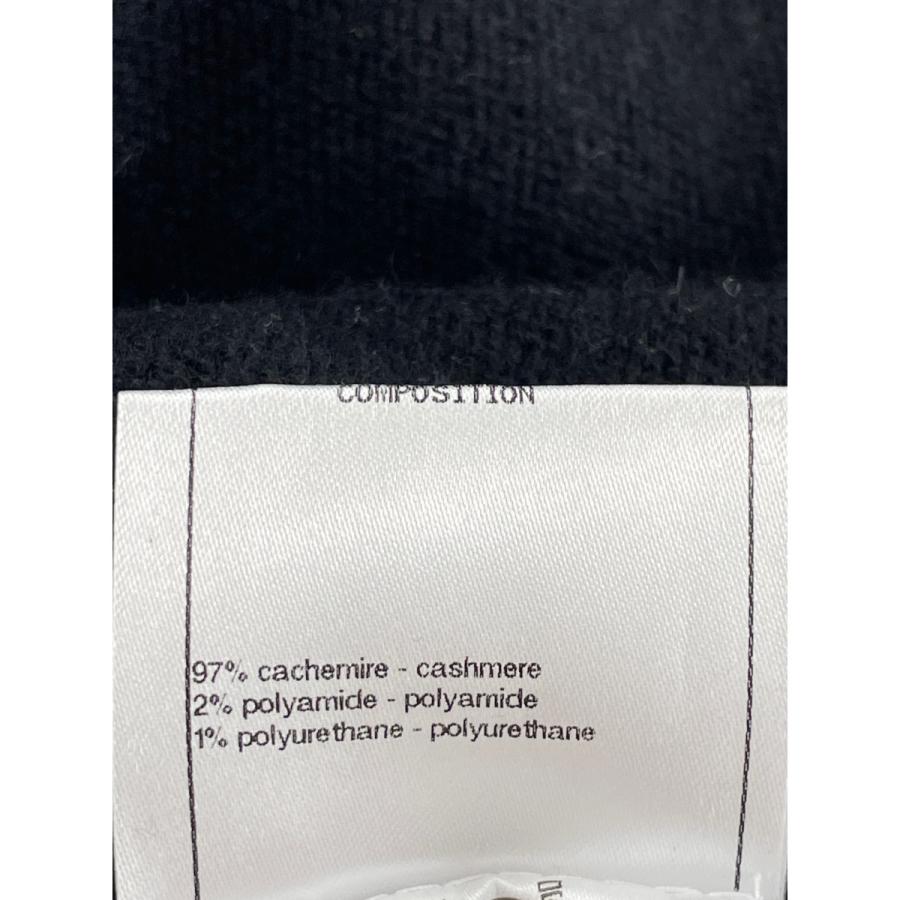 COMPOSITION
97% cachemire - cashmere
2% polyamide - polyamide
1% polyurethane - polyurethane